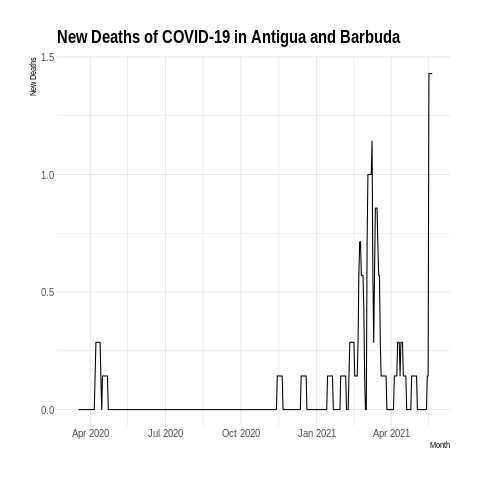 New Deaths of COVID-19 in Antigua and Barbuda
New Deaths
1.5
1.0
0.5
0.0
Apr 2020 Jul 2020 Oct 2020 Jan 2021 Apr 2021
Month